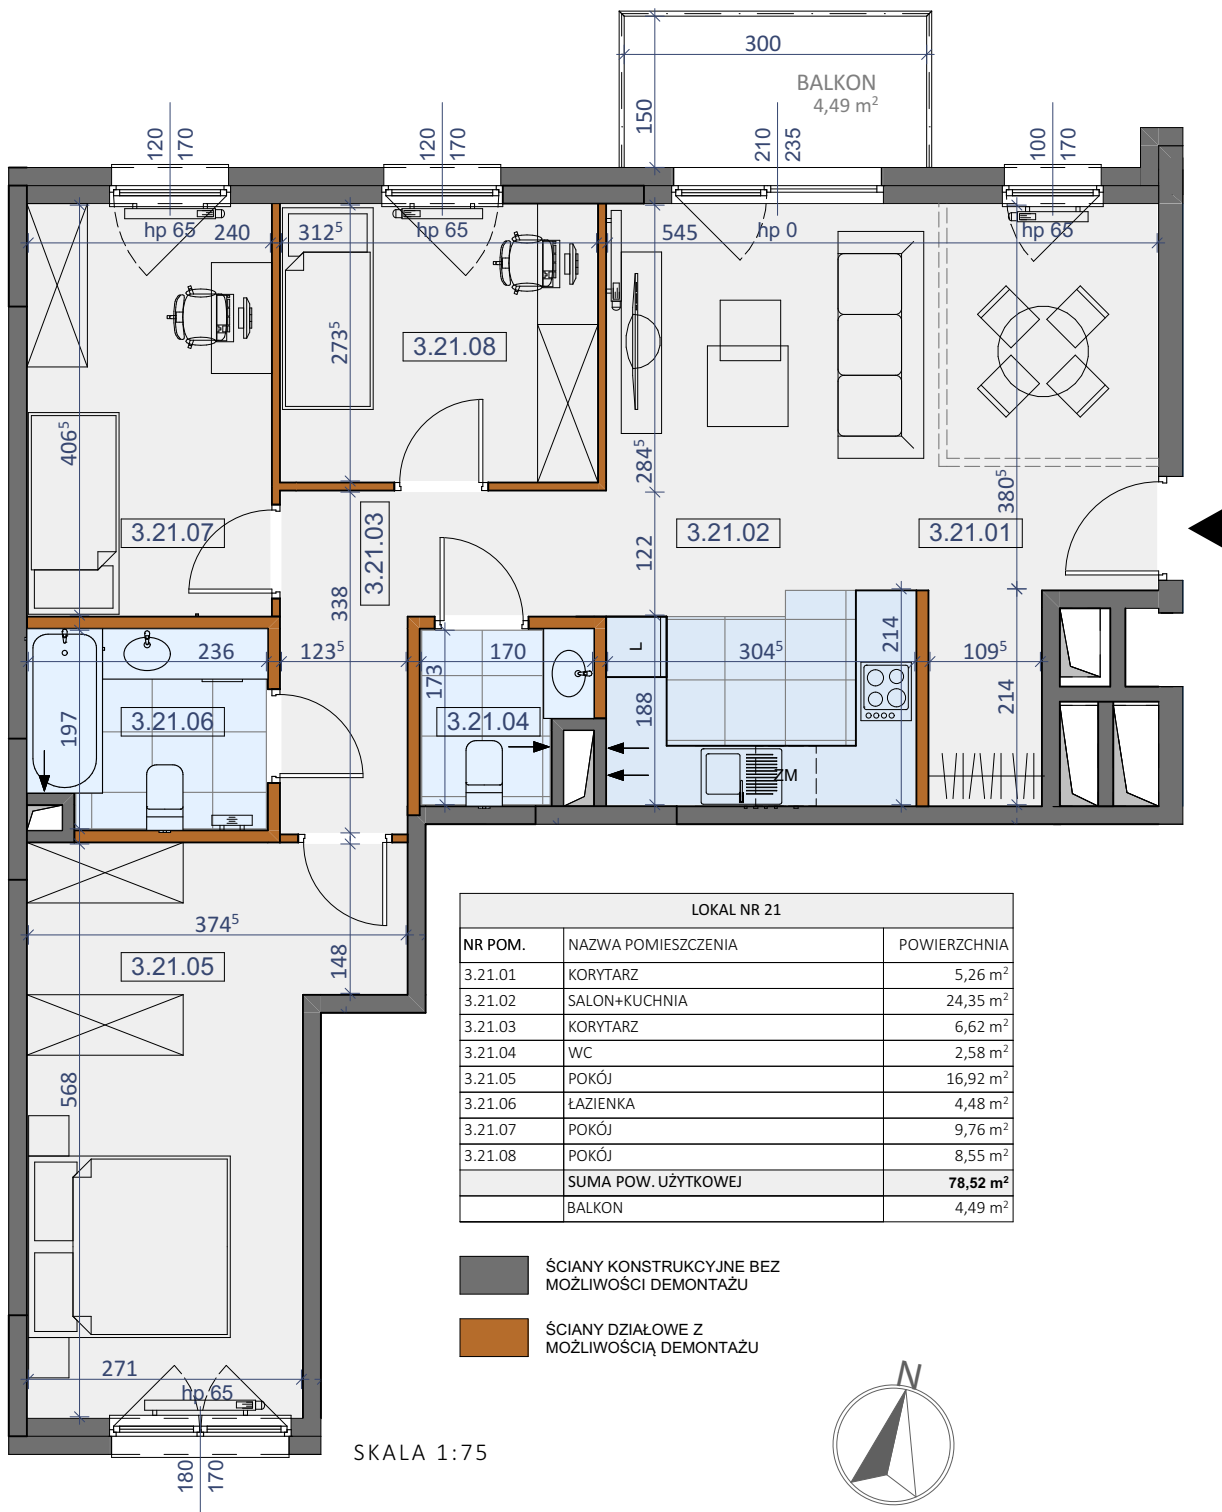 300
BALKON
4,49 m²
150
120
170
120
170
210
235
100
170
hp 65
240
312⁵
hp 65
545
hp 0
hp 65
273⁵
3.21.08
406⁵
284⁵
380⁵
3.21.07
3.21.03
3.21.02
3.21.01
122
338
236
123⁵
170
L
304⁵
214
109⁵
197
3.21.06
173
3.21.04
188
214
ZM
374⁵
3.21.05
148
568
271
hp 65
180
170
LOKAL NR 21
NR POM. NAZWA POMIESZCZENIA POWIERZCHNIA
3.21.01 KORYTARZ 5,26 m²
3.21.02 SALON+KUCHNIA 24,35 m²
3.21.03 KORYTARZ 6,62 m²
3.21.04 WC 2,58 m²
3.21.05 POKÓJ 16,92 m²
3.21.06 ŁAZIENKA 4,48 m²
3.21.07 POKÓJ 9,76 m²
3.21.08 POKÓJ 8,55 m²
SUMA POW. UŻYTKOWEJ 78,52 m²
BALKON 4,49 m²
ŚCIANY KONSTRUKCYJNE BEZ
MOŻLIWOŚCI DEMONTAŻU
ŚCIANY DZIAŁOWE Z
MOŻLIWOŚCIĄ DEMONTAŻU
N
SKALA 1:75